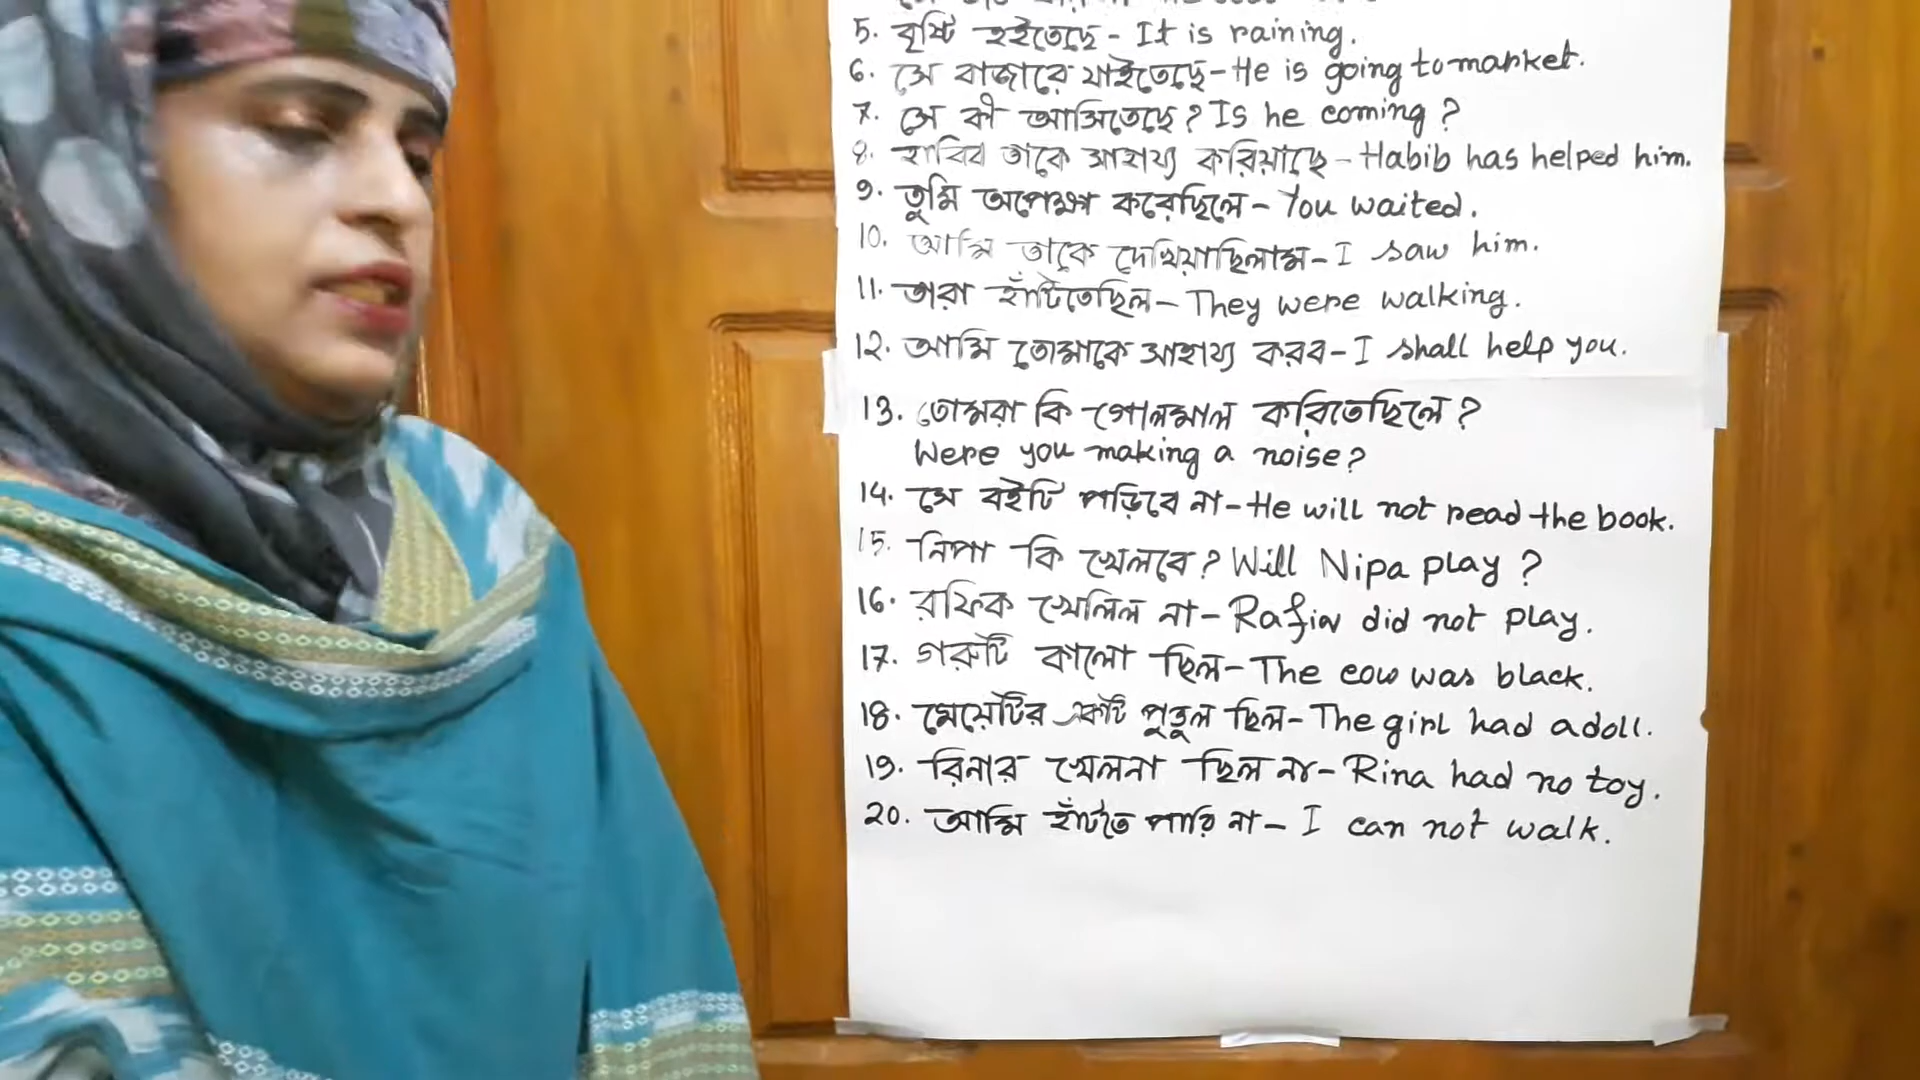 5. বৃষ্টি হইতেছে - It is raining.
6. সে বাজারে যাইতেছে - He is going to market.
7. সে কী আসিতেছে? Is he coming?
8. হাবিব তাকে সাহায্য করিয়াছে - Habib has helped him.
9. তুমি অপেক্ষা করেছিলে - You waited.
10. আমি তাকে দেখিয়াছিলাম - I saw him.
11. তারা হাঁটিতেছিল - They were walking.
12. আমি তোমাকে সাহায্য করব - I shall help you.
13. তোমরা কি গোলমাল করিতেছিলে?
Were you making a noise?
14. সে বইটি পড়িবে না - He will not read the book.
15. নিপা কি খেলবে? Will Nipa play?
16. রফিক খেলিল না - Rafiq did not play.
17. গরুটি কালো ছিল - The cow was black.
18. মেয়েটির একটি পুতুল ছিল - The girl had a doll.
19. রিনার খেলনা ছিল না - Rina had no toy.
20. আমি হাঁটতে পারি না - I can not walk.